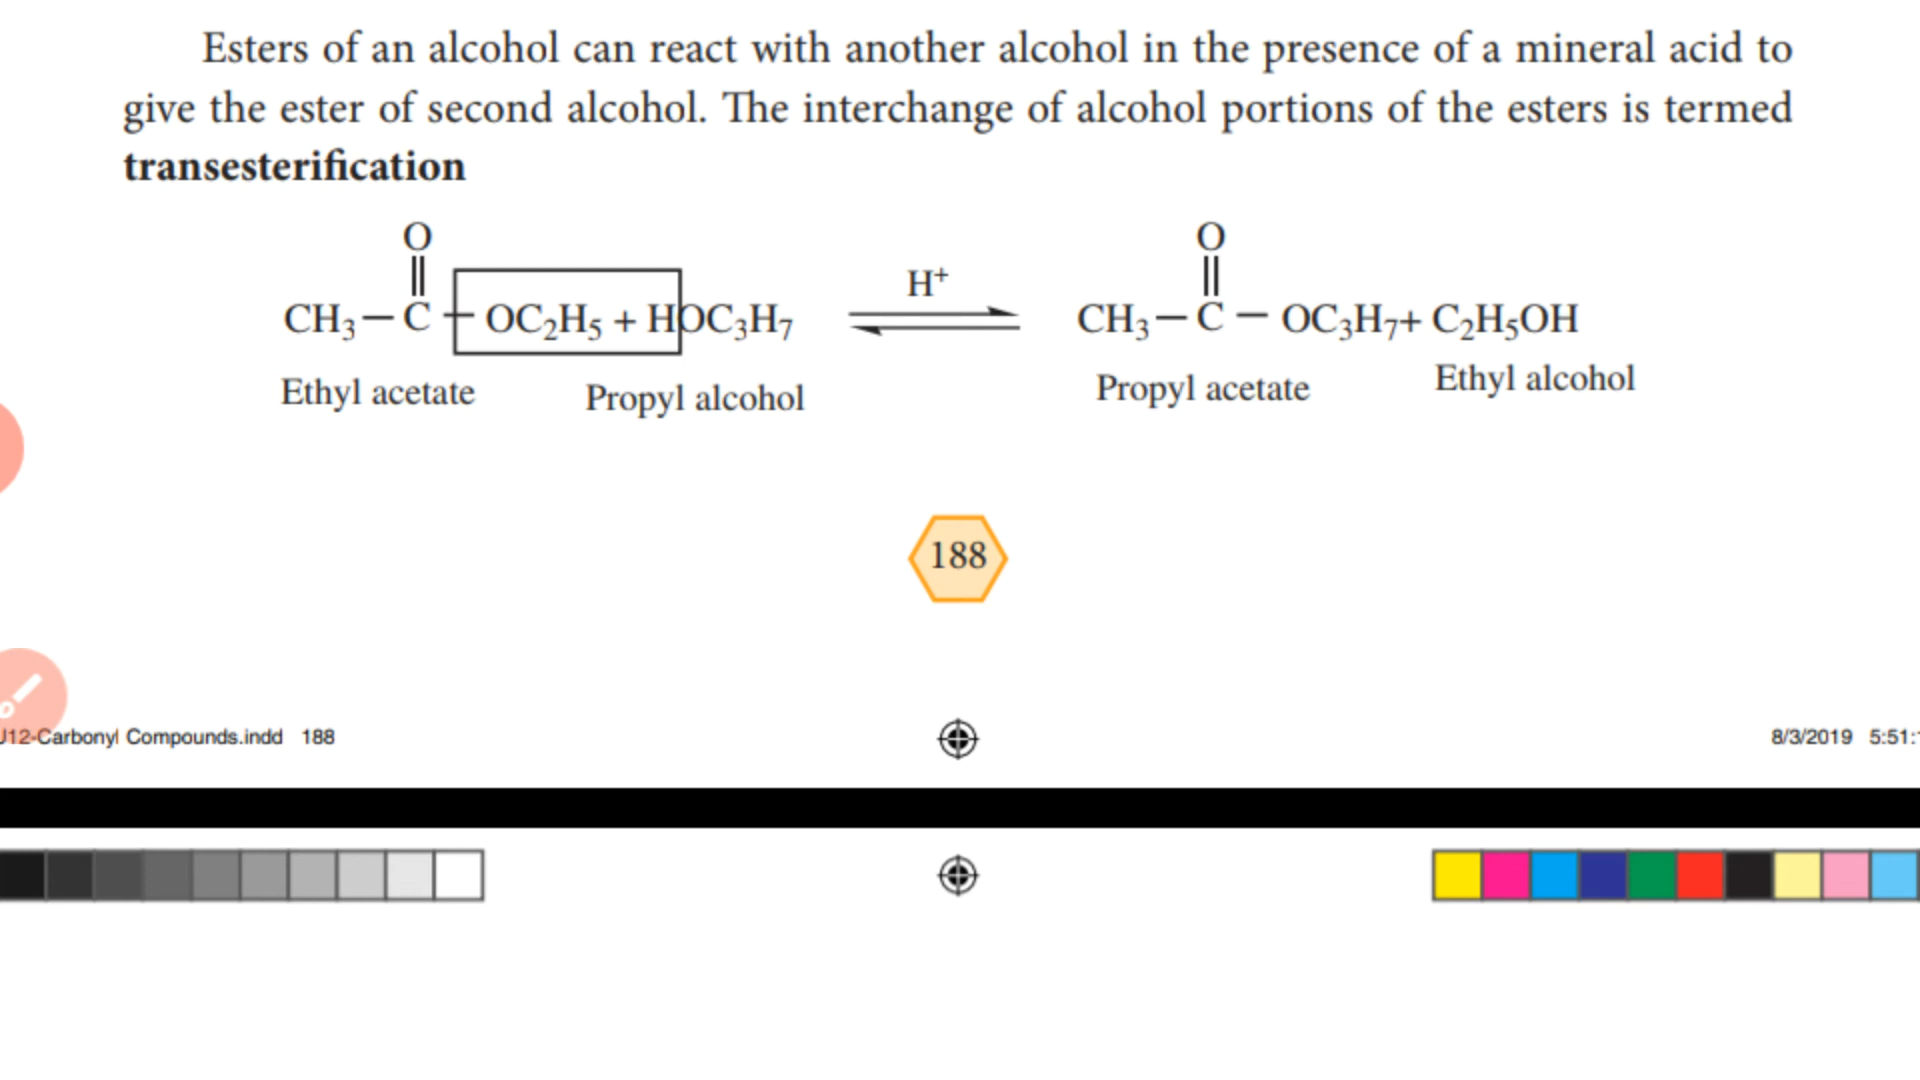 Esters of an alcohol can react with another alcohol in the presence of a mineral acid to
give the ester of second alcohol. The interchange of alcohol portions of the esters is termed
transesterification
O O
H⁺
CH₃—C—OC₂H₅ + HOC₃H₇ ⇌ CH₃—C—OC₃H₇+ C₂H₅OH
Ethyl acetate Propyl alcohol Propyl acetate Ethyl alcohol
188
J12-Carbonyl Compounds.indd 188 8/3/2019 5:51: